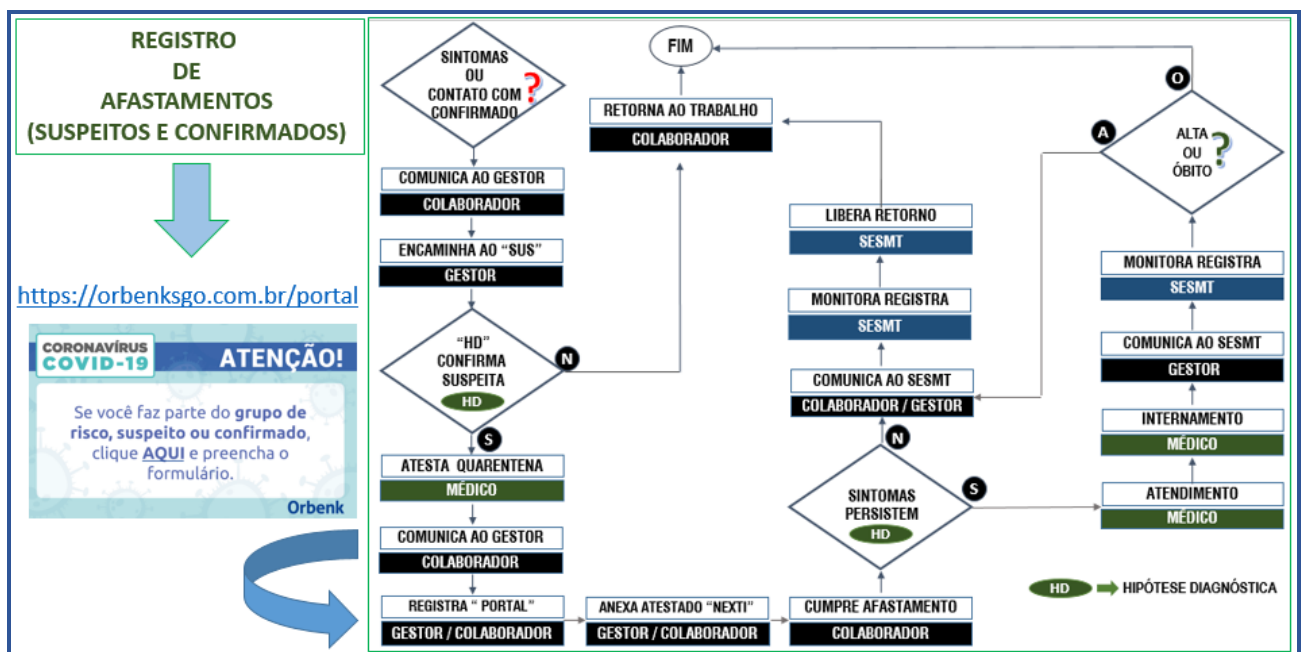 REGISTRO
DE
AFASTAMENTOS
(SUSPEITOS E CONFIRMADOS)
https://orbenksgo.com.br/portal
CORONAVÍRUS
COVID-19
ATENÇÃO!
Se você faz parte do grupo de
risco, suspeito ou confirmado,
clique AQUI e preencha o
formulário.
Orbenk
SINTOMAS
OU
CONTATO COM
CONFIRMADO
?
COMUNICA AO GESTOR
COLABORADOR
ENCAMINHA AO “SUS”
GESTOR
“HD”
CONFIRMA
SUSPEITA
HD
N
S
ATESTA QUARENTENA
MÉDICO
COMUNICA AO GESTOR
COLABORADOR
REGISTRA “ PORTAL”
GESTOR / COLABORADOR
ANEXA ATESTADO “NEXTI”
GESTOR / COLABORADOR
CUMPRE AFASTAMENTO
COLABORADOR
SINTOMAS
PERSISTEM
HD
N
S
COMUNICA AO SESMT
COLABORADOR / GESTOR
MONITORA REGISTRA
SESMT
LIBERA RETORNO
SESMT
RETORNA AO TRABALHO
COLABORADOR
FIM
ATENDIMENTO
MÉDICO
INTERNAMENTO
MÉDICO
COMUNICA AO SESMT
GESTOR
MONITORA REGISTRA
SESMT
ALTA
OU
ÓBITO
?
A
O
HD
HIPÓTESE DIAGNÓSTICA